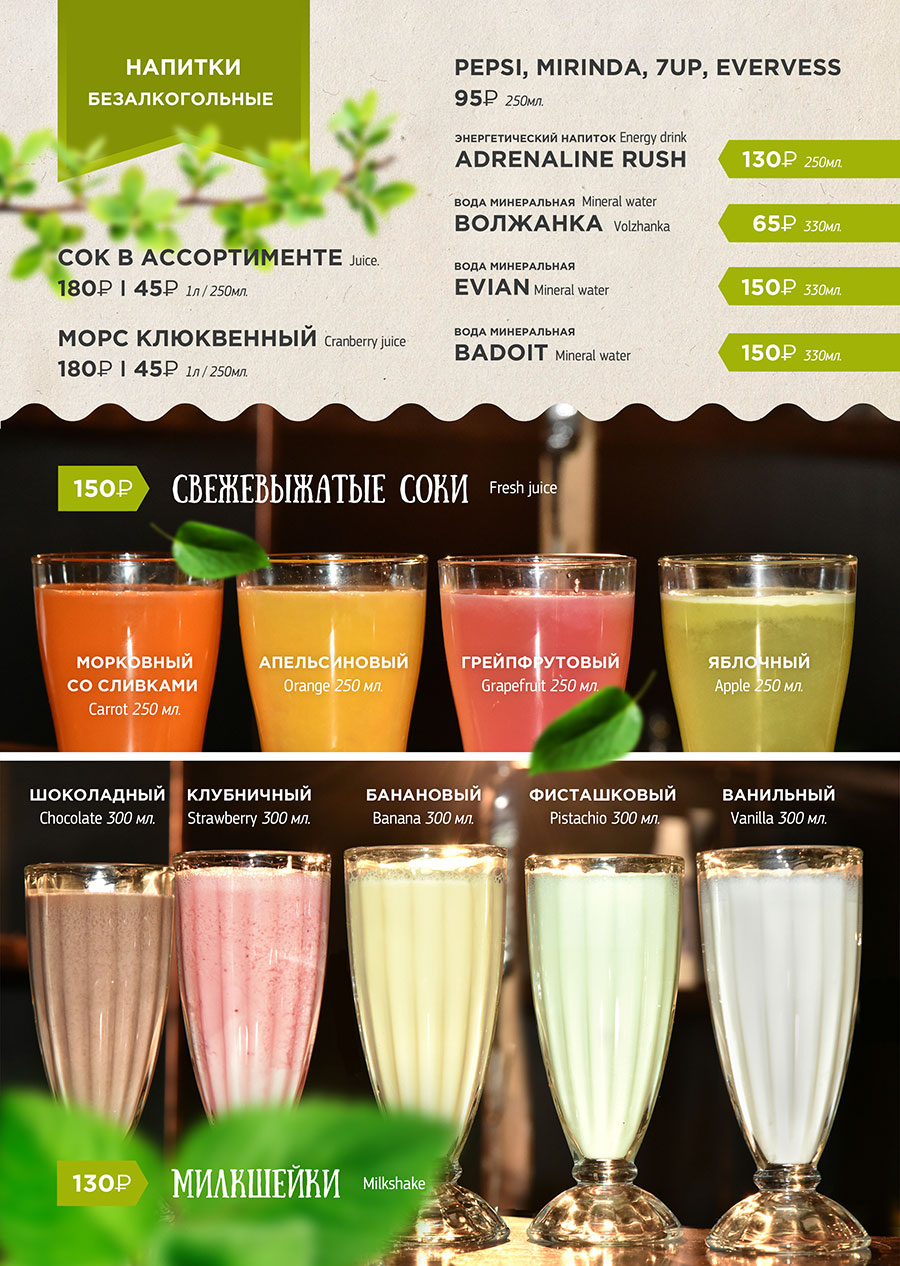 НАПИТКИ
БЕЗАЛКОГОЛЬНЫЕ
СОК В АССОРТИМЕНТЕ Juice.
180₽ | 45₽ 1л / 250мл.
МОРС КЛЮКВЕННЫЙ Cranberry juice
180₽ | 45₽ 1л / 250мл.
PEPSI, MIRINDA, 7UP, EVERVESS
95₽ 250мл.
ЭНЕРГЕТИЧЕСКИЙ НАПИТОК Energy drink
ADRENALINE RUSH 130₽ 250мл.
ВОДА МИНЕРАЛЬНАЯ Mineral water
ВОЛЖАНКА Volzhanka 65₽ 330мл.
ВОДА МИНЕРАЛЬНАЯ
EVIAN Mineral water 150₽ 330мл.
ВОДА МИНЕРАЛЬНАЯ
BADOIT Mineral water 150₽ 330мл.
150₽ СВЕЖЕВЫЖАТЫЕ СОКИ Fresh juice
МОРКОВНЫЙ
СО СЛИВКАМИ
Carrot 250 мл.
АПЕЛЬСИНОВЫЙ
Orange 250 мл.
ГРЕЙПФРУТОВЫЙ
Grapefruit 250 мл.
ЯБЛОЧНЫЙ
Apple 250 мл.
ШОКОЛАДНЫЙ
Chocolate 300 мл.
КЛУБНИЧНЫЙ
Strawberry 300 мл.
БАНАНОВЫЙ
Banana 300 мл.
ФИСТАШКОВЫЙ
Pistachio 300 мл.
ВАНИЛЬНЫЙ
Vanilla 300 мл.
130₽ МИЛКШЕЙКИ Milkshake